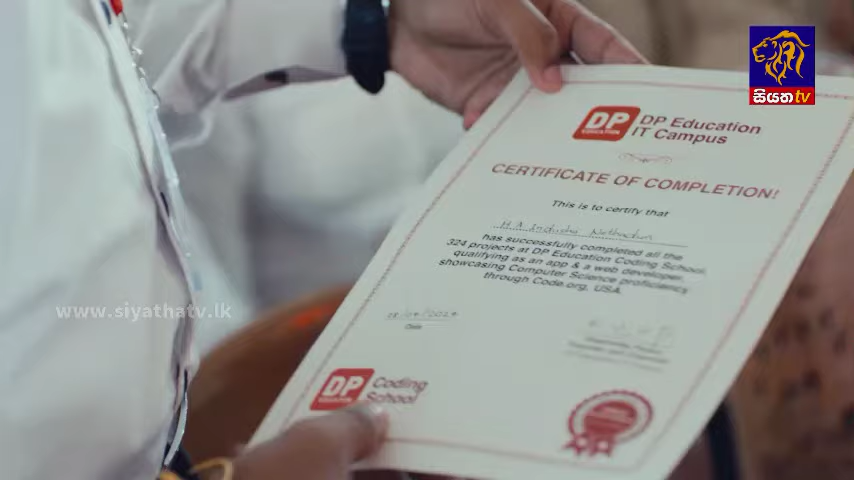 සියත tv
DP Education
EDUCATION IT Campus
CERTIFICATE OF COMPLETION!
This is to certify that
has successfully completed all the
324 projects at DP Education Coding School,
qualifying as an app & a web developer,
showcasing Computer Science proficiency
through Code.org, USA.
www.siyathatv.lk
Date
DP Coding
EDUCATION School